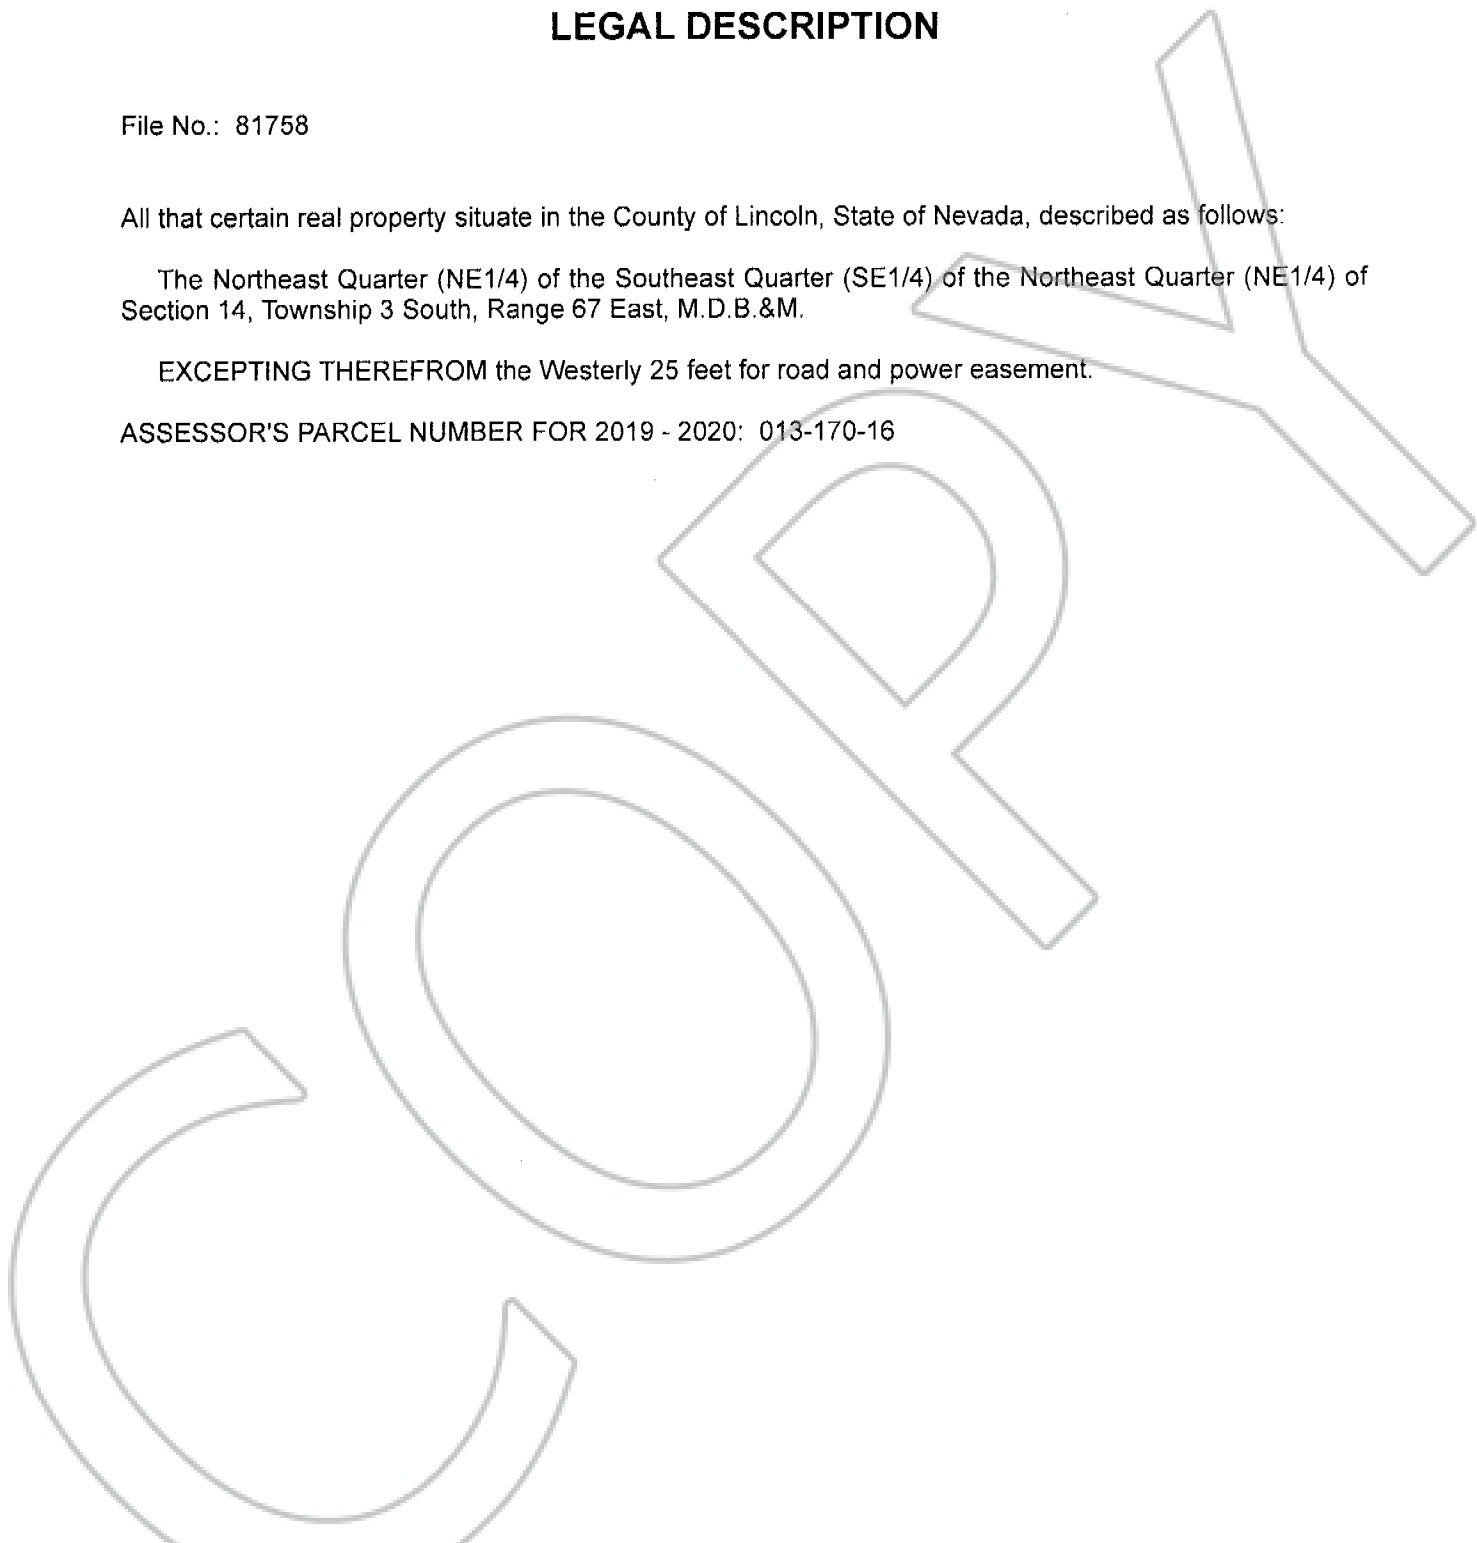 LEGAL DESCRIPTION
File No.: 81758
All that certain real property situate in the County of Lincoln, State of Nevada, described as follows:
The Northeast Quarter (NE1/4) of the Southeast Quarter (SE1/4) of the Northeast Quarter (NE1/4) of
Section 14, Township 3 South, Range 67 East, M.D.B.&M.
EXCEPTING THEREFROM the Westerly 25 feet for road and power easement.
ASSESSOR'S PARCEL NUMBER FOR 2019 - 2020: 013-170-16
COPY